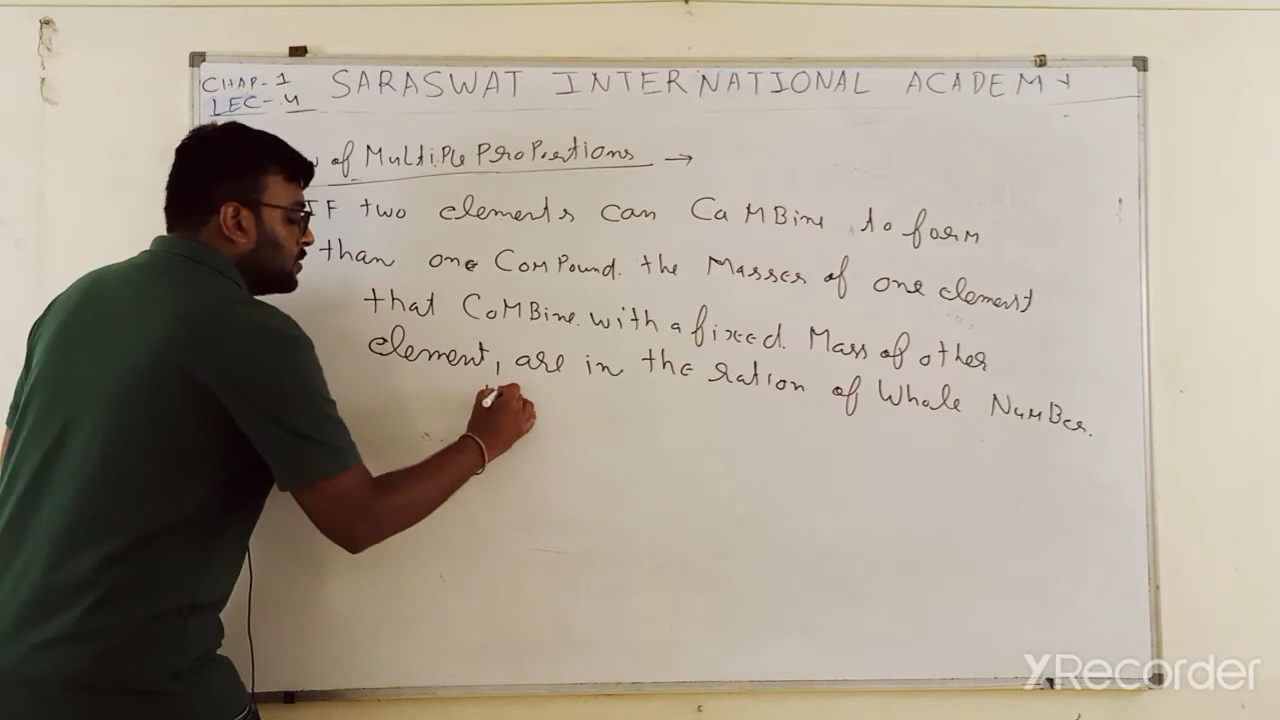 CHAP-1 SARASWAT INTERNATIONAL ACADEMY
LEC-4
of Multiple Proportions →
IF two elements can CaMBine to form
than one ComPound. the Masses of one element
that CoMBine. with a fixed Mass of other
element, are in the ration of Whole NumBer.
XRecorder